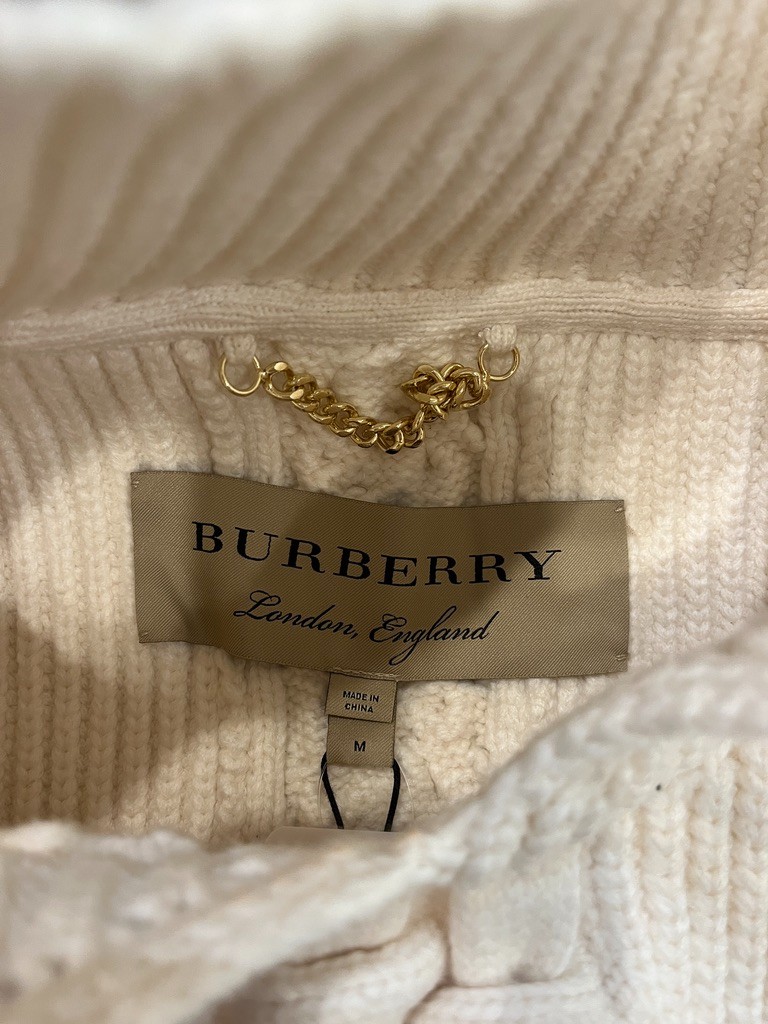 BURBERRY
London, England
MADE IN
CHINA
M